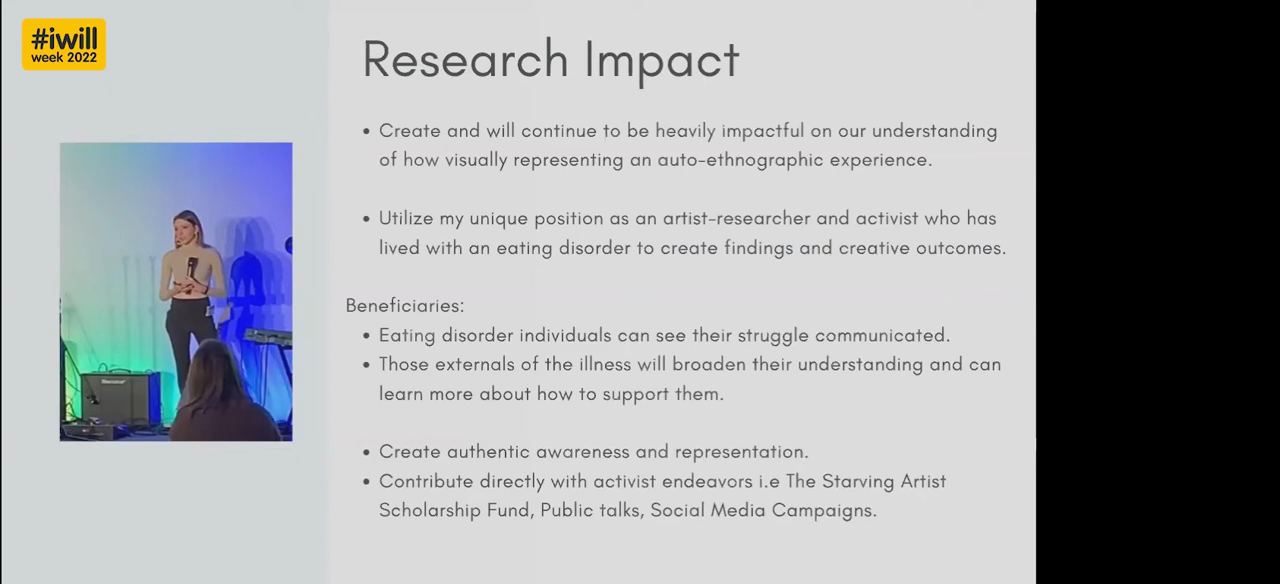 #iwill
week 2022
Research Impact
• Create and will continue to be heavily impactful on our understanding
of how visually representing an auto-ethnographic experience.
• Utilize my unique position as an artist-researcher and activist who has
lived with an eating disorder to create findings and creative outcomes.
Beneficiaries:
• Eating disorder individuals can see their struggle communicated.
• Those externals of the illness will broaden their understanding and can
learn more about how to support them.
• Create authentic awareness and representation.
• Contribute directly with activist endeavors i.e The Starving Artist
Scholarship Fund, Public talks, Social Media Campaigns.